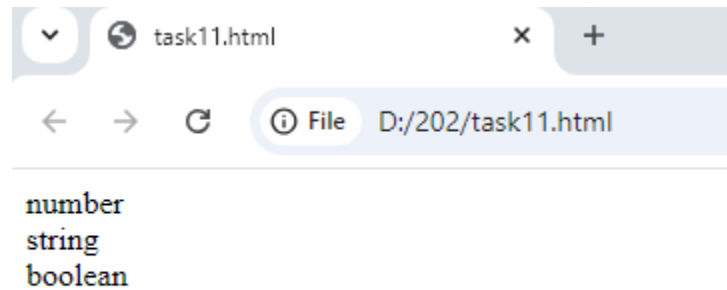 task11.html
File D:/202/task11.html
number
string
boolean